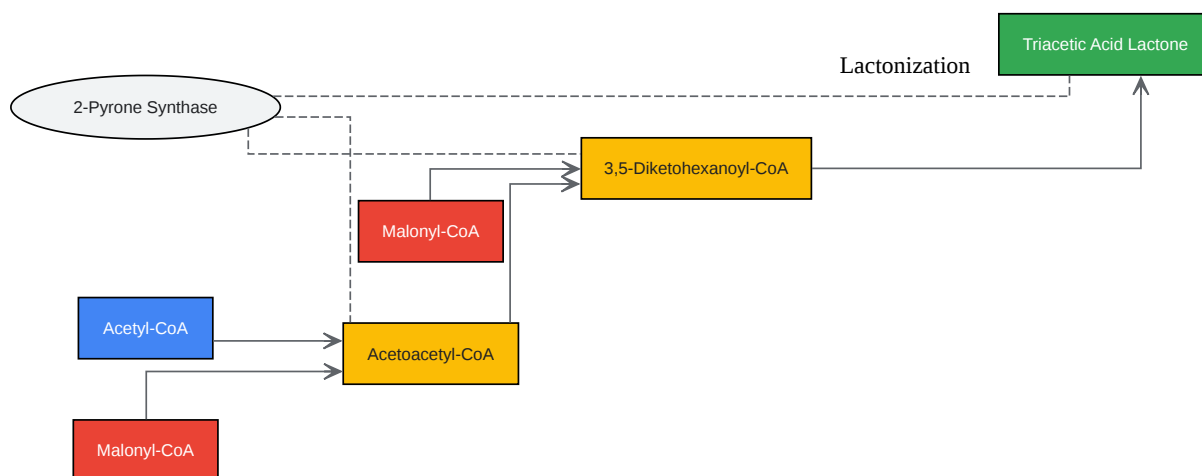 Triacetic Acid Lactone
Lactonization
2-Pyrone Synthase
3,5-Diketohexanoyl-CoA
Malonyl-CoA
Acetyl-CoA
Acetoacetyl-CoA
Malonyl-CoA